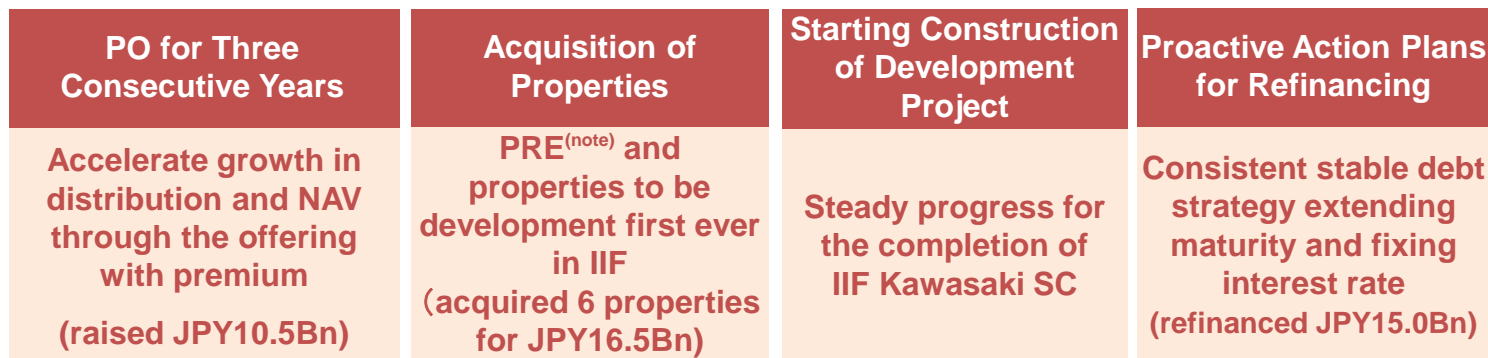 PO for Three
Consecutive Years
Accelerate growth in
distribution and NAV
through the offering
with premium
(raised JPY10.5Bn)
Acquisition of
Properties
PRE(note) and
properties to be
development first ever
in IIF
（acquired 6 properties
for JPY16.5Bn)
Starting Construction
of Development
Project
Steady progress for
the completion of
IIF Kawasaki SC
Proactive Action Plans
for Refinancing
Consistent stable debt
strategy extending
maturity and fixing
interest rate
(refinanced JPY15.0Bn)